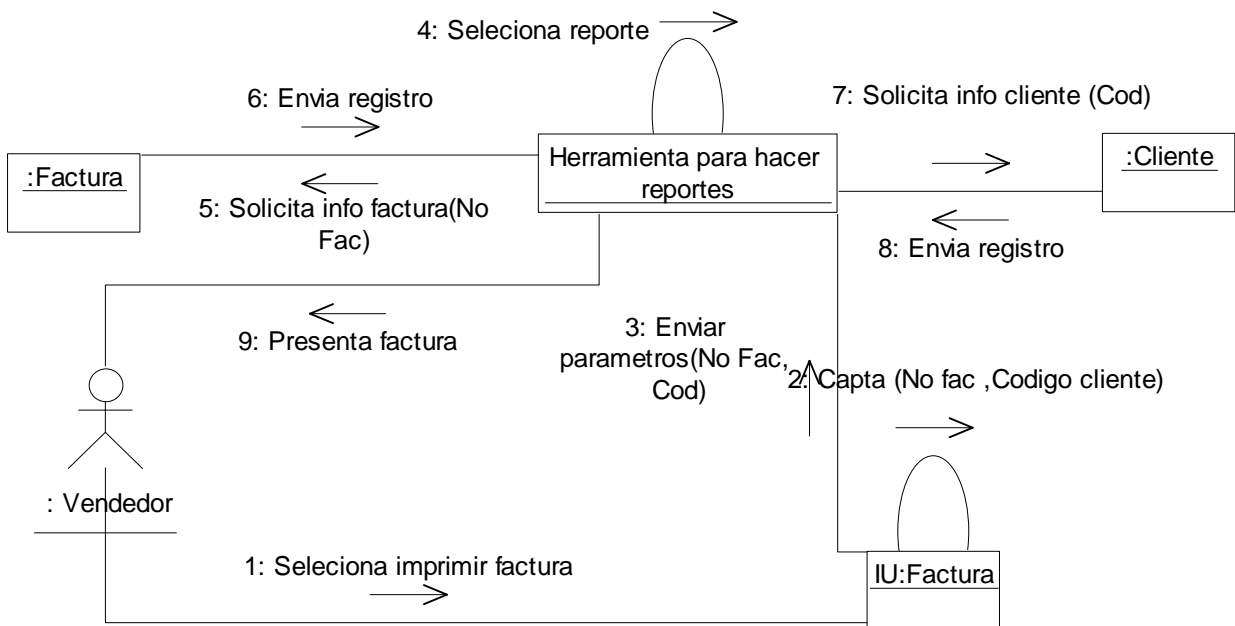 4: Seleciona reporte
6: Envia registro
7: Solicita info cliente (Cod)
:Factura
Herramienta para hacer
reportes
:Cliente
5: Solicita info factura(No
Fac)
8: Envia registro
9: Presenta factura
3: Enviar
parametros(No Fac,
Cod)
2: Capta (No fac ,Codigo cliente)
: Vendedor
1: Seleciona imprimir factura
IU:Factura